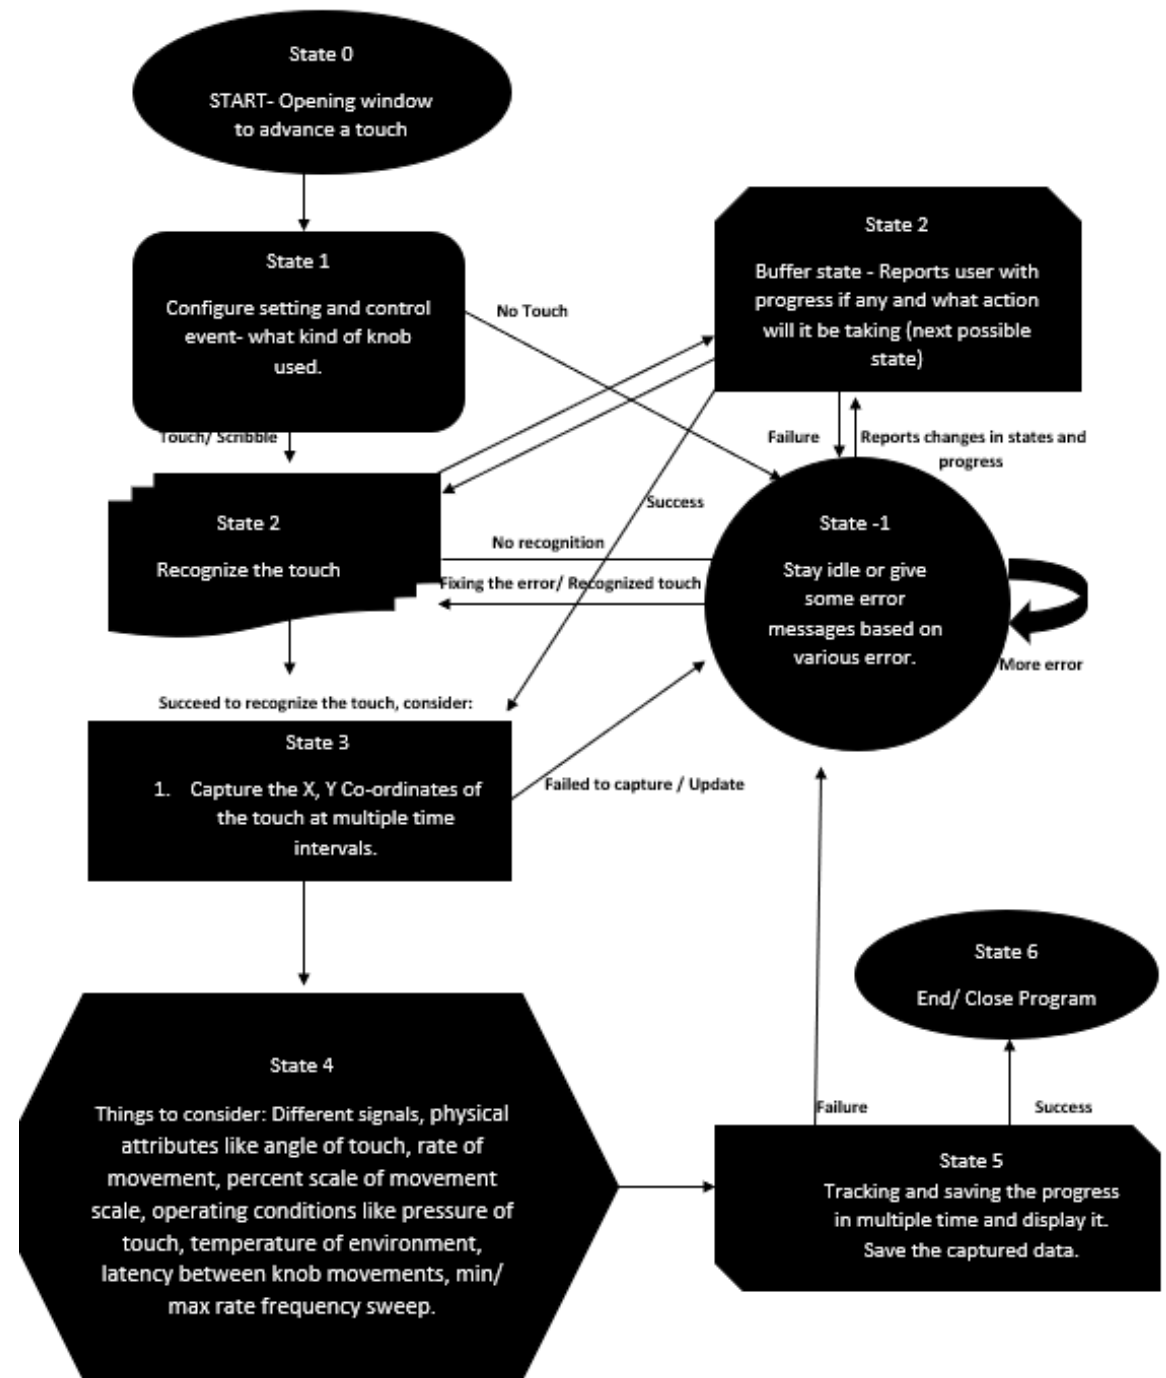 State 0
START- Opening window
to advance a touch
State 1
Configure setting and control
event- what kind of knob
used.
No Touch
State 2
Buffer state - Reports user with
progress if any and what action
will it be taking (next possible
state)
Touch/ Scribble
Failure
Reports changes in states and
progress
Success
State 2
Recognize the touch
No recognition
Fixing the error/ Recognized touch
State -1
Stay idle or give
some error
messages based on
various error.
More error
Succeed to recognize the touch, consider:
State 3
1. Capture the X, Y Co-ordinates of
the touch at multiple time
intervals.
Failed to capture / Update
State 4
Things to consider: Different signals, physical
attributes like angle of touch, rate of
movement, percent scale of movement
scale, operating conditions like pressure of
touch, temperature of environment,
latency between knob movements, min/
max rate frequency sweep.
State 6
End/ Close Program
Failure
Success
State 5
Tracking and saving the progress
in multiple time and display it.
Save the captured data.